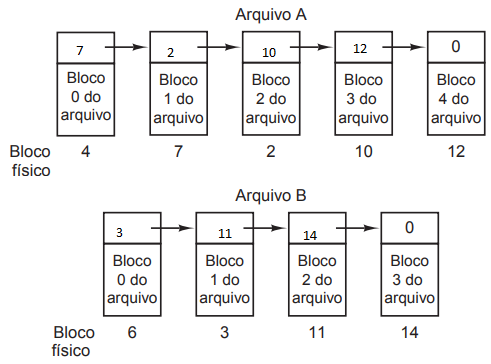 Arquivo A
7 2 10 12 0
Bloco Bloco Bloco Bloco Bloco
0 do 1 do 2 do 3 do 4 do
arquivo arquivo arquivo arquivo arquivo
Bloco 4 7 2 10 12
físico
Arquivo B
3 11 14 0
Bloco Bloco Bloco Bloco
0 do 1 do 2 do 3 do
arquivo arquivo arquivo arquivo
Bloco 6 3 11 14
físico